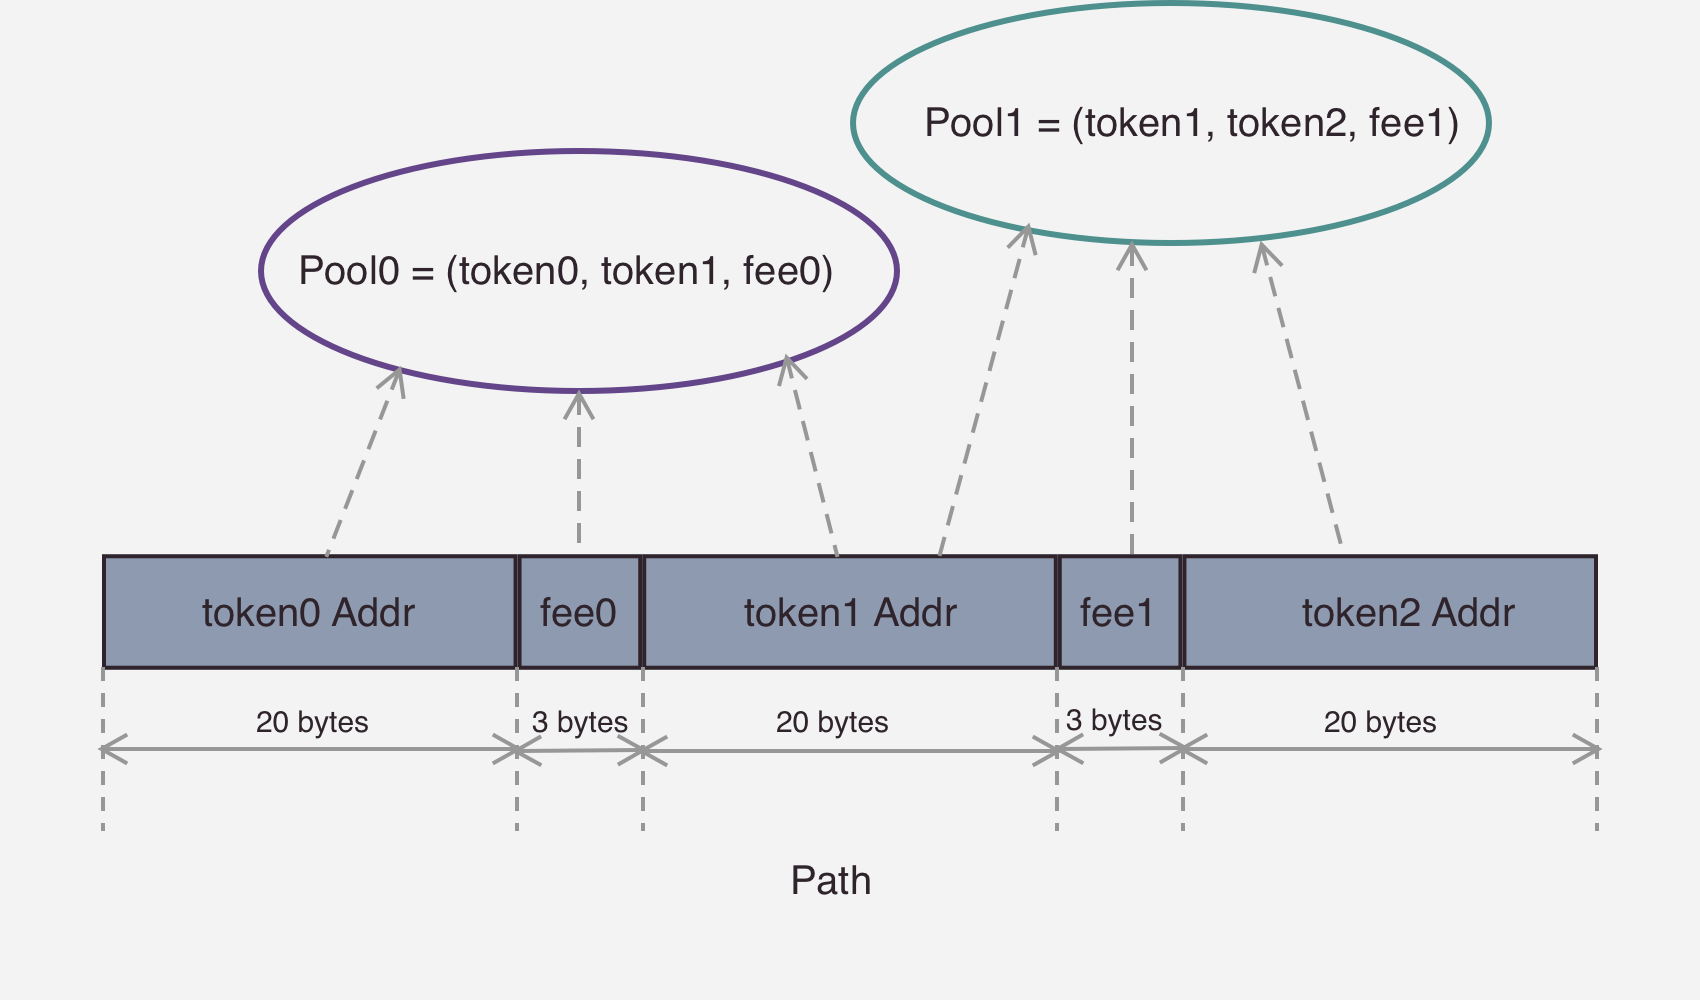 Pool1 = (token1, token2, fee1)
Pool0 = (token0, token1, fee0)
token0 Addr
fee0
token1 Addr
fee1
token2 Addr
20 bytes
3 bytes
20 bytes
3 bytes
20 bytes
Path